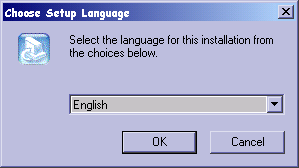 Choose Setup Language
Select the language for this installation from
the choices below.
English
OK
Cancel